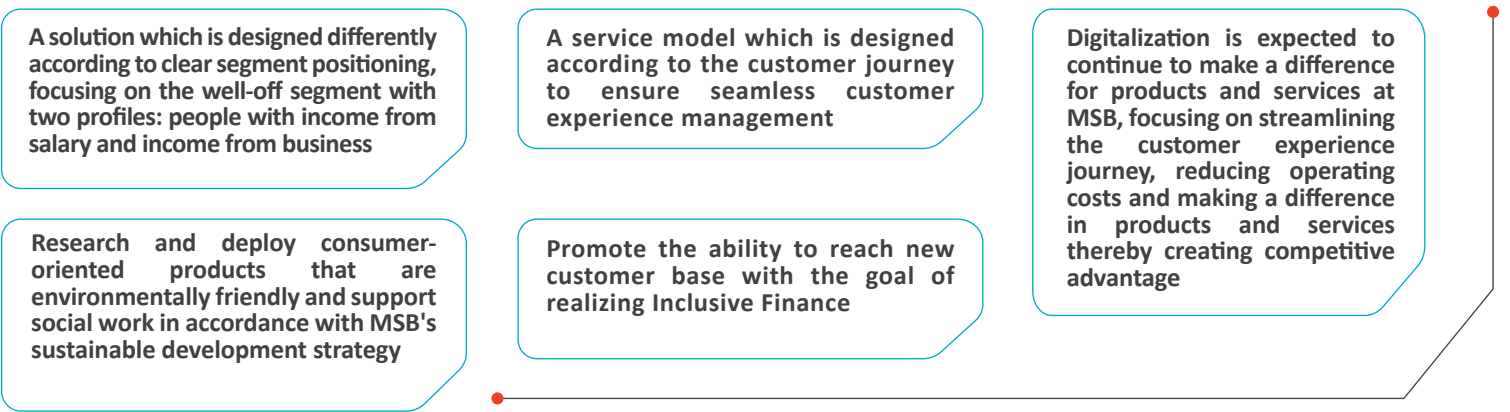 A solution which is designed differently
according to clear segment positioning,
focusing on the well-off segment with
two profiles: people with income from
salary and income from business
A service model which is designed
according to the customer journey
to ensure seamless customer
experience management
Digitalization is expected to
continue to make a difference
for products and services at
MSB, focusing on streamlining
the customer experience
journey, reducing operating
costs and making a difference
in products and services
thereby creating competitive
advantage
Research and deploy consumer-
oriented products that are
environmentally friendly and support
social work in accordance with MSB's
sustainable development strategy
Promote the ability to reach new
customer base with the goal of
realizing Inclusive Finance